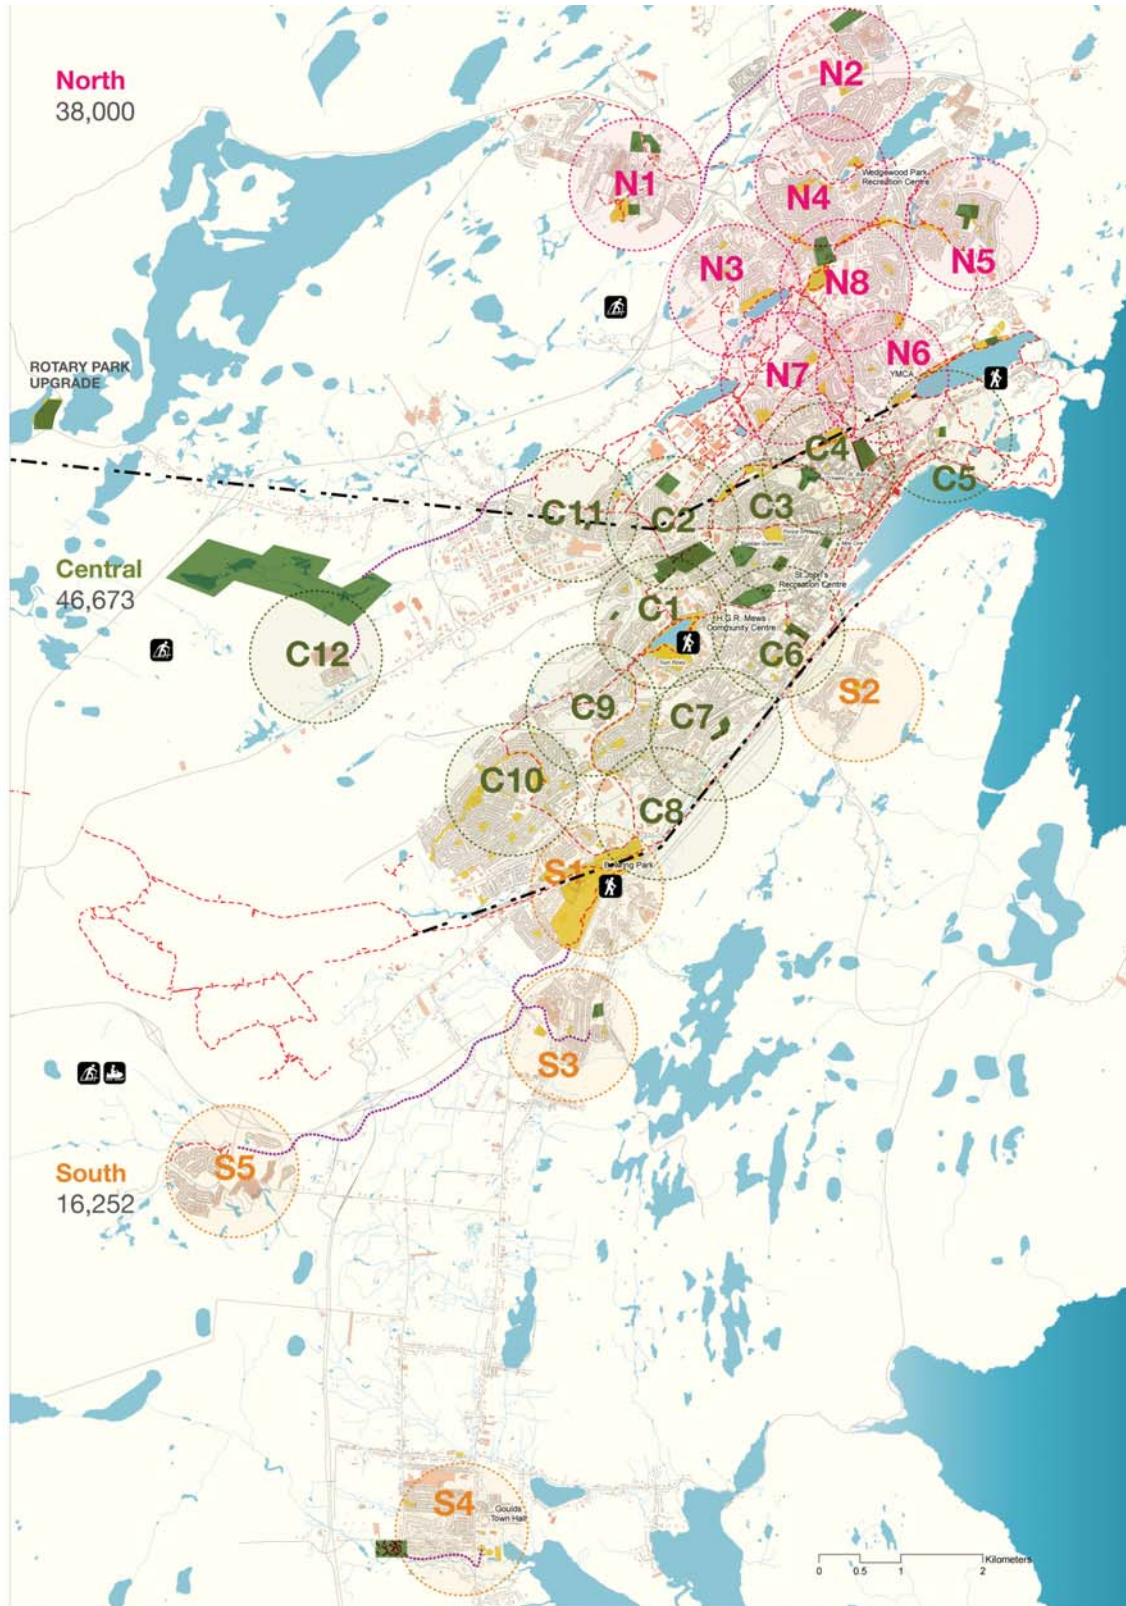 North
38,000
N2
N1
Wedgewood Park
Recreation Centre
N4
N5
N3
N8
N6
YMCA
N7
ROTARY PARK
UPGRADE
C4
C5
C11
C2
C3
Central
46,673
St John's
Recreation Centre
C1
H.G.R. Mews
Community Centre
C12
C6
S2
C9
C7
C10
C8
S1
Bowring Park
S3
South
16,252
S5
S4
Goulds
Town Hall
Kilometers
0 0.5 1 2